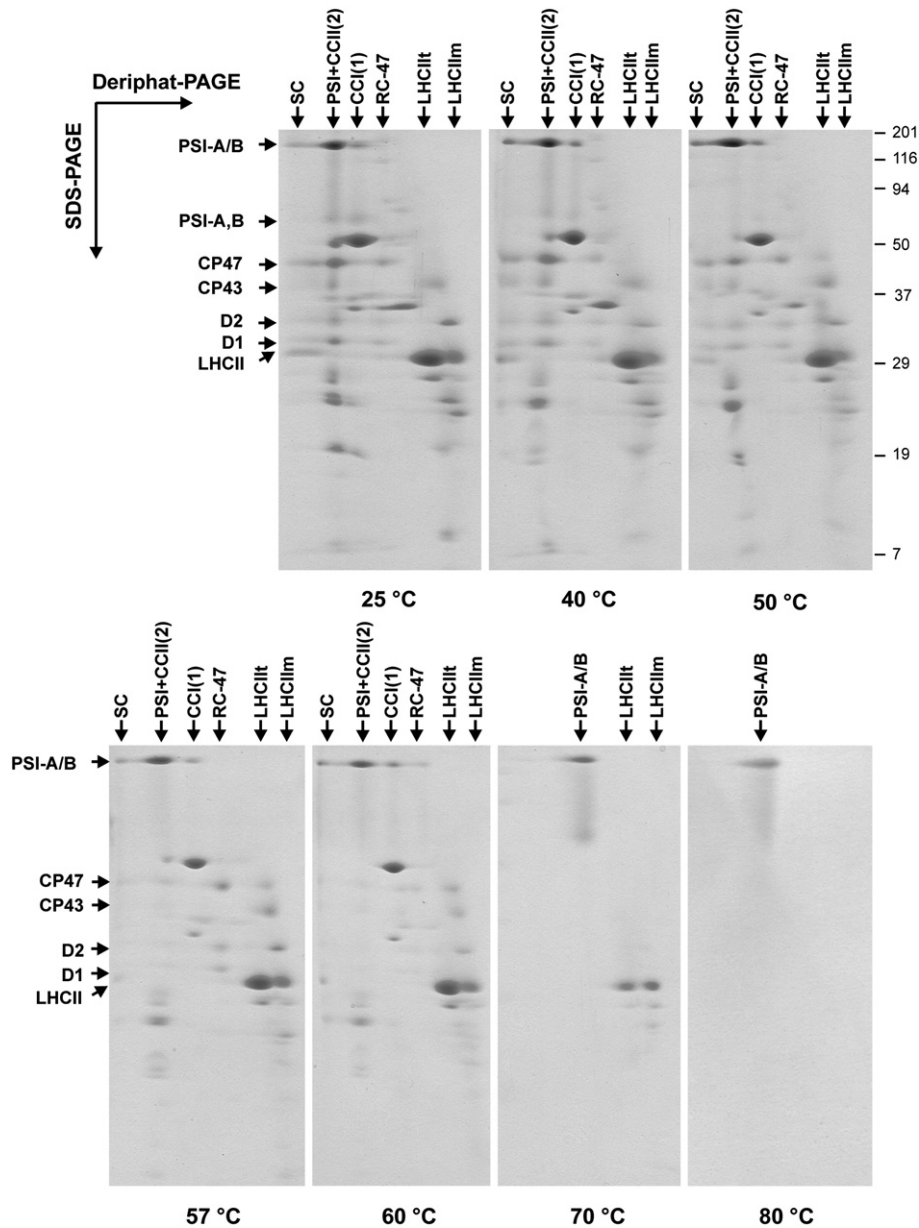 Deriphat-PAGE
SDS-PAGE
SC
PSI+CCII(2)
CCI(1)
RC-47
LHCIIt
LHCIIm
SC
PSI+CCII(2)
CCI(1)
RC-47
LHCIIt
LHCIIm
SC
PSI+CCII(2)
CCI(1)
RC-47
LHCIIt
LHCIIm
PSI-A/B
PSI-A,B
CP47
CP43
D2
D1
LHCII
201
116
94
50
37
29
19
7
25 °C
40 °C
50 °C
SC
PSI+CCII(2)
CCI(1)
RC-47
LHCIIt
LHCIIm
SC
PSI+CCII(2)
CCI(1)
RC-47
LHCIIt
LHCIIm
PSI-A/B
LHCIIt
LHCIIm
PSI-A/B
PSI-A/B
CP47
CP43
D2
D1
LHCII
57 °C
60 °C
70 °C
80 °C